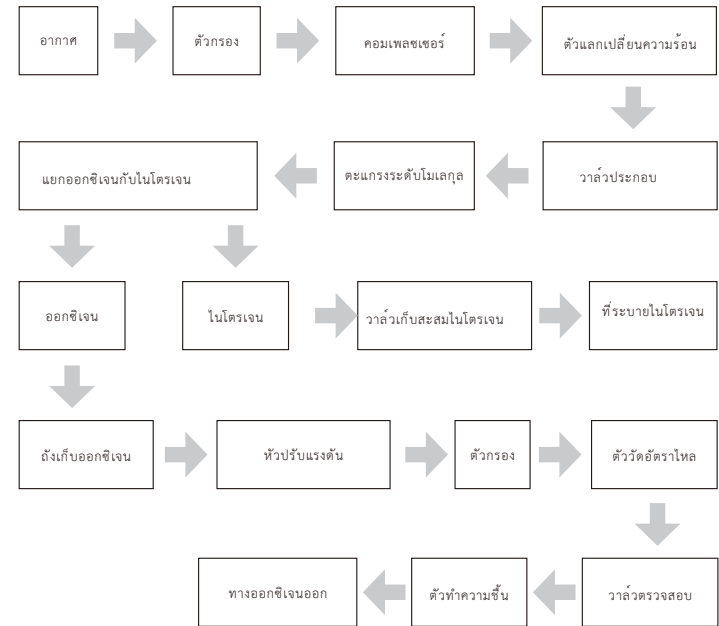 อากาศ
ตัวกรอง
คอมเพลซเซอร์
ตัวแลกเปลี่ยนความร้อน
วาล์วประกอบ
ตะแกรงระดับโมเลกุล
แยกออกซิเจนกับไนโตรเจน
ออกซิเจน
ไนโตรเจน
วาล์วเก็บสะสมไนโตรเจน
ที่ระบายไนโตรเจน
ถังเก็บออกซิเจน
หัวปรับแรงดัน
ตัวกรอง
ตัววัดอัตราไหล
วาล์วตรวจสอบ
ตัวทำความชื้น
ทางออกซิเจนออก